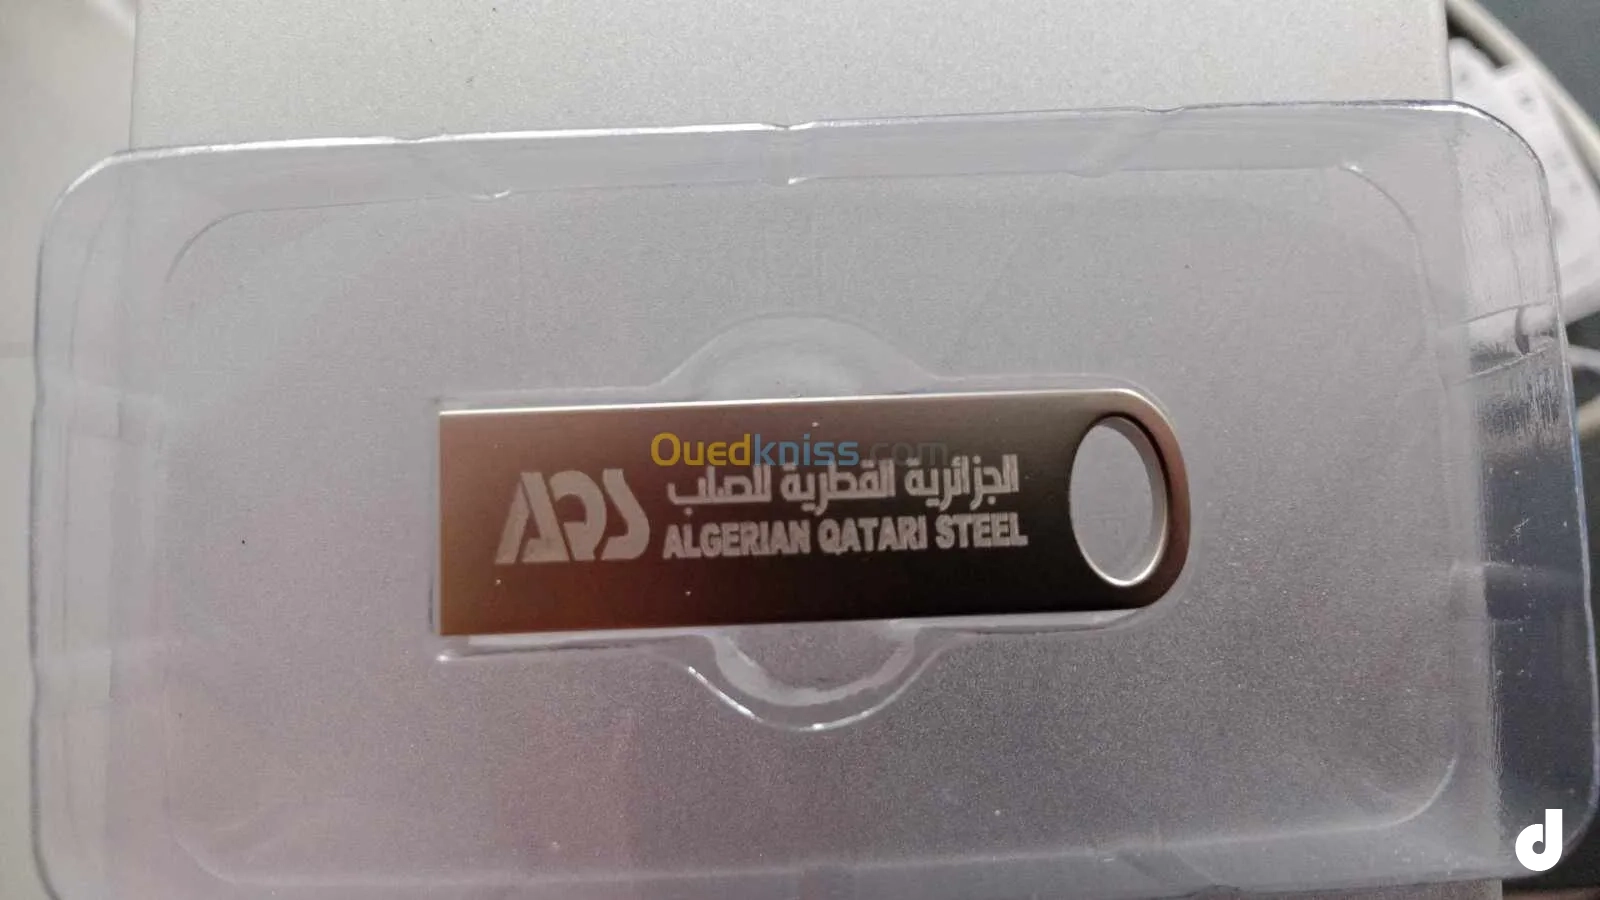 Ouedkniss.com
AQS
الجزائرية القطرية للصلب
ALGERIAN QATARI STEEL
d